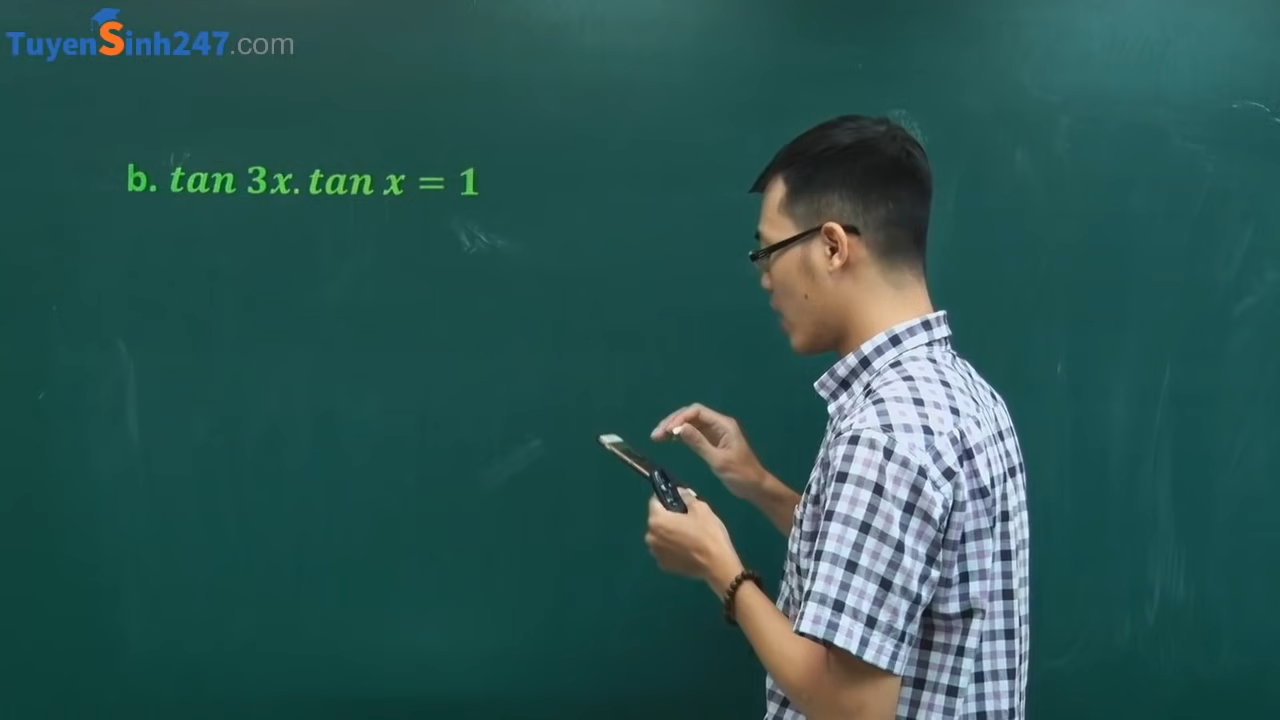 TuyenSinh247.com
b. tan 3x. tan x = 1